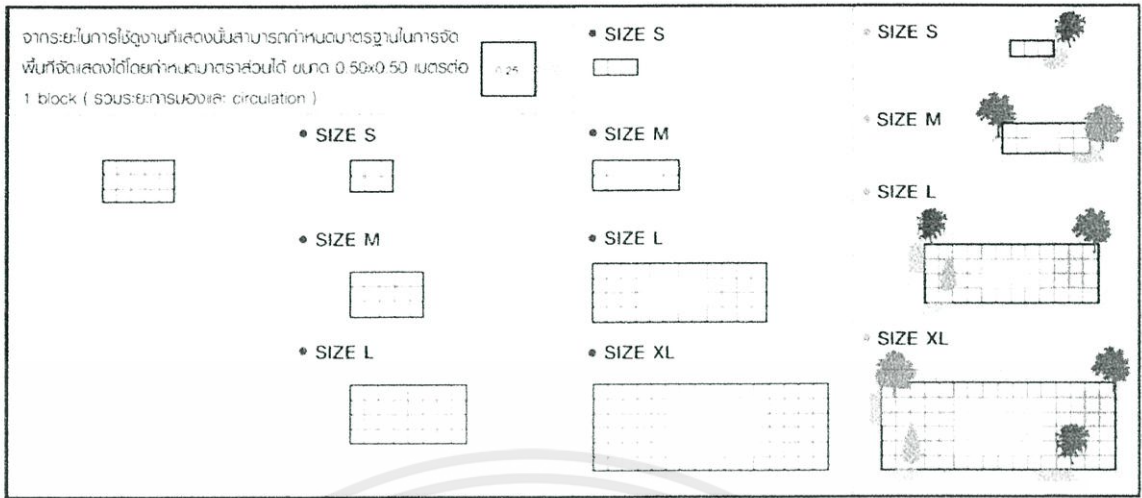 จากระยะในการใช้ดูงานที่แสดงนั้นสามารถกำหนดมาตรฐานในการจัด
พื้นที่จัดแสดงได้โดยกำหนดมาตราส่วนได้ ขนาด 0.50x0.50 เมตรต่อ
1 block ( รวมระยะการมองและ circulation )
0.25
• SIZE S
• SIZE M
• SIZE L
• SIZE S
• SIZE M
• SIZE L
• SIZE XL
• SIZE S
• SIZE M
• SIZE L
• SIZE XL